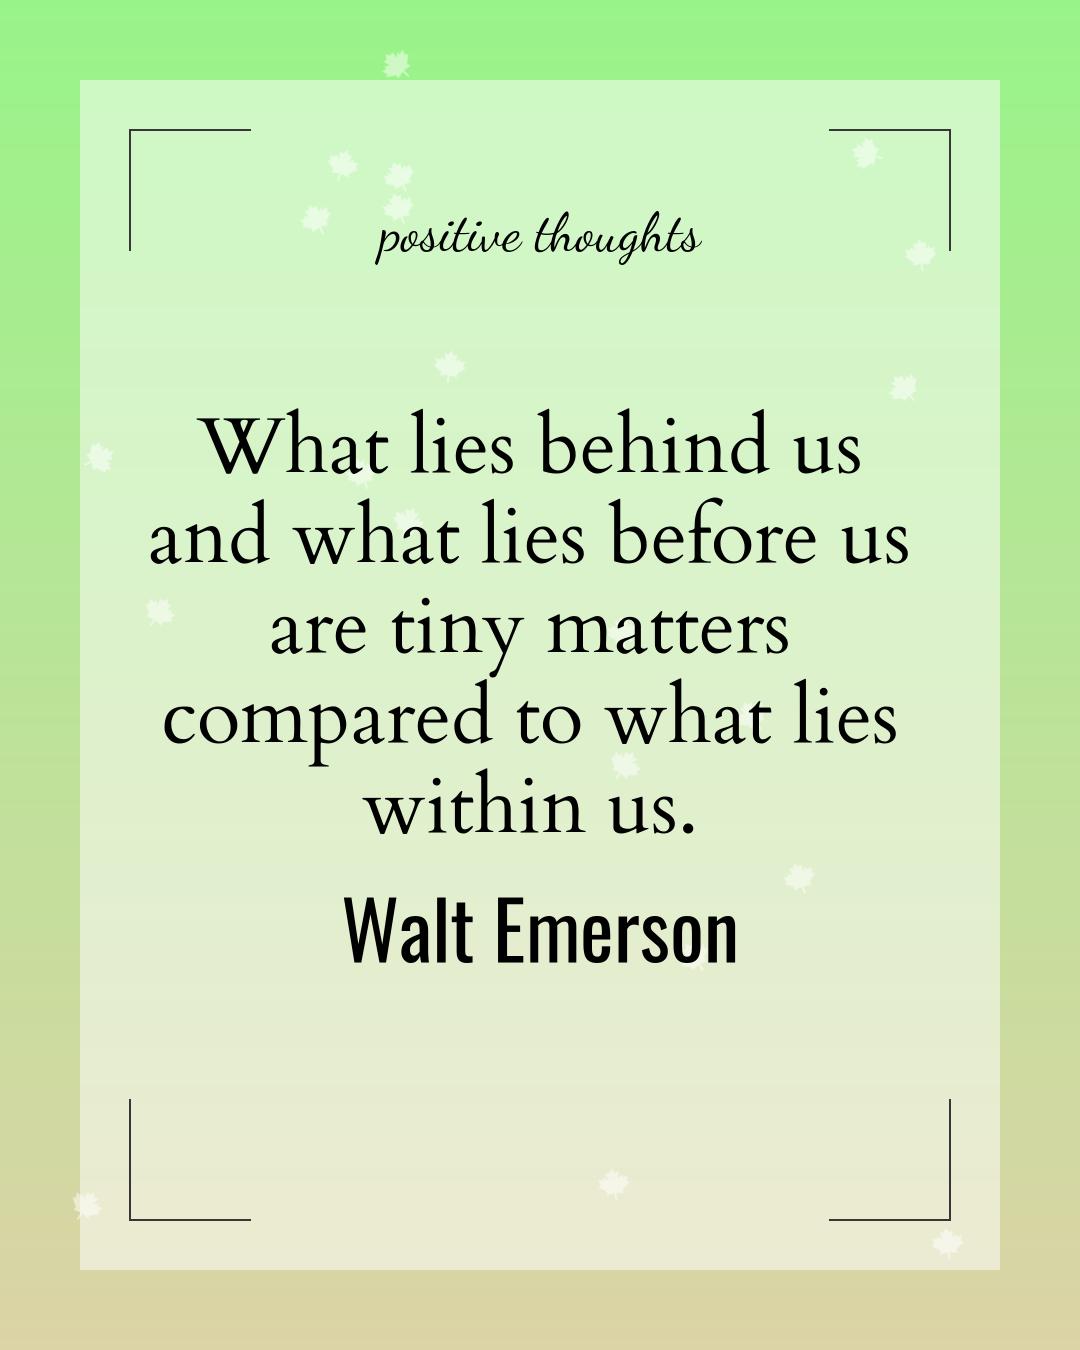 positive thoughts
What lies behind us
and what lies before us
are tiny matters
compared to what lies
within us.
Walt Emerson